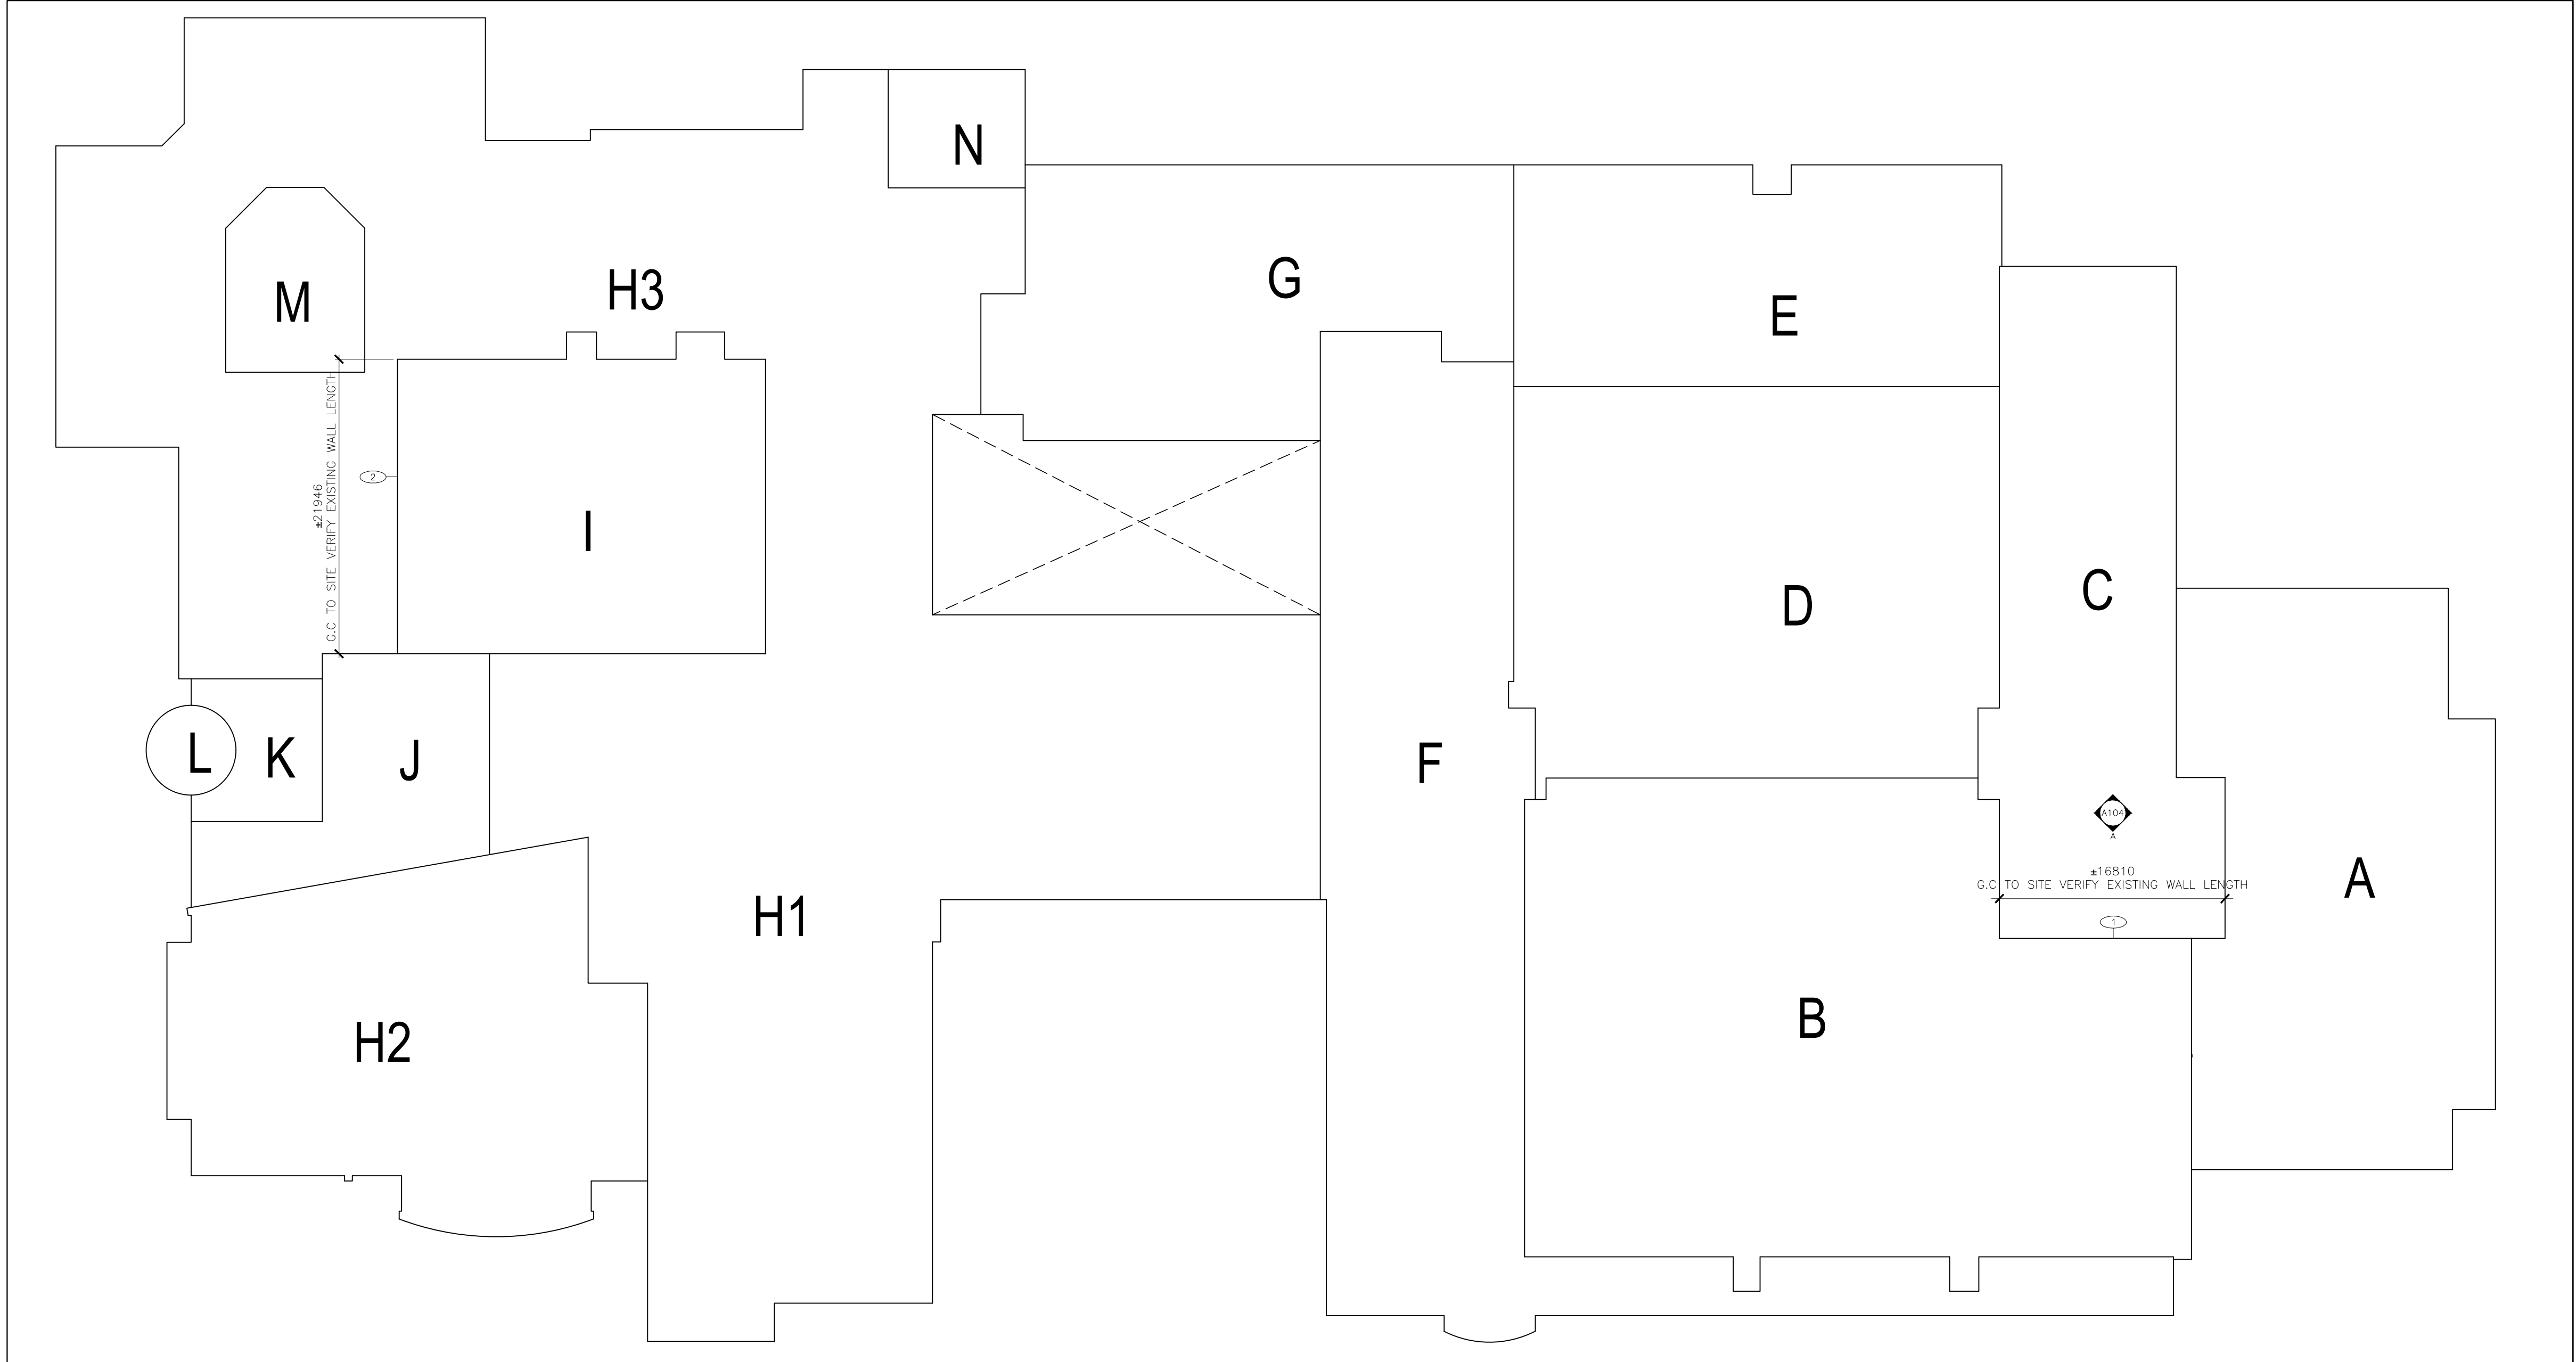 N
G
H3
M
E
±21946
G.C TO SITE VERIFY EXISTING WALL LENGTH
2
I
D
C
L
K
J
F
A104
A
±16810
G.C TO SITE VERIFY EXISTING WALL LENGTH
1
A
H1
B
H2